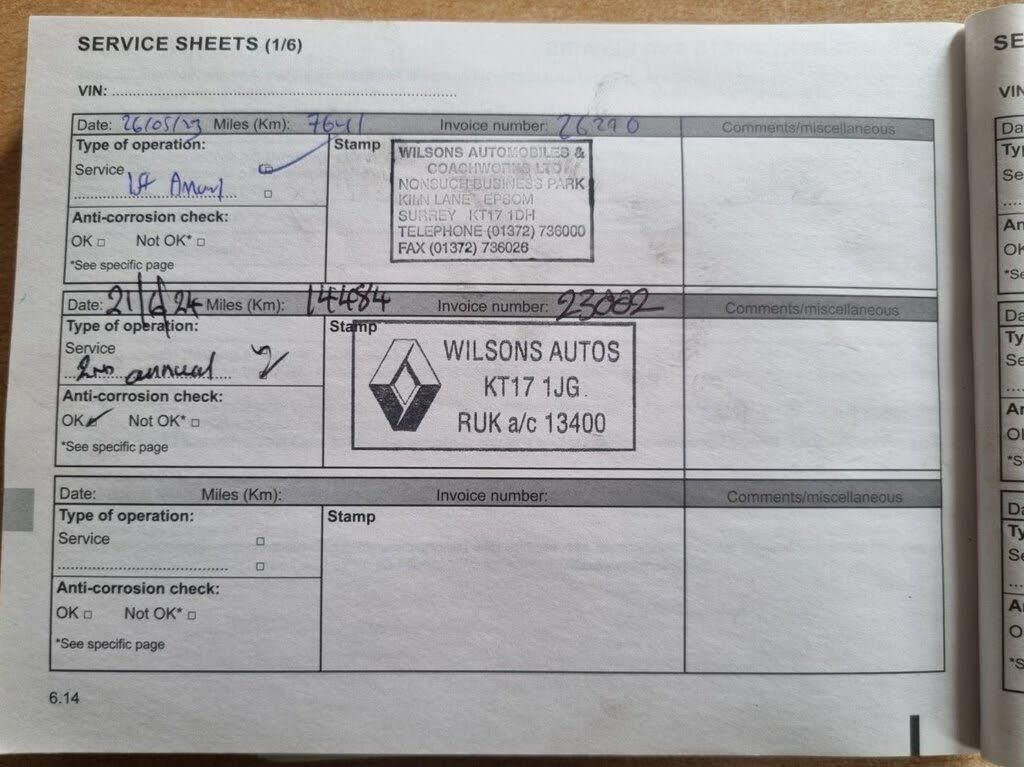 SERVICE SHEETS (1/6)
VIN: ....................
Date: 26/05/23 Miles (Km): 7641 Invoice number: 26290 Comments/miscellaneous
Type of operation:
Service
1st Annual
Anti-corrosion check:
OK □ Not OK* □
*See specific page
Stamp
WILSONS AUTOMOBILES &
COACHWORKS LTD
NONSUCH BUSINESS PARK
KILN LANE EPSOM
SURREY KT17 1DH
TELEPHONE (01372) 736000
FAX (01372) 736026
Date: 21/6/24 Miles (Km): 14484 Invoice number: 23002 Comments/miscellaneous
Type of operation:
Service
2ND annual
Anti-corrosion check:
OK ✓ Not OK* □
*See specific page
Stamp
WILSONS AUTOS
KT17 1JG
RUK a/c 13400
Date: Miles (Km): Invoice number: Comments/miscellaneous
Type of operation:
Service □
.................... □
Anti-corrosion check:
OK □ Not OK* □
*See specific page
Stamp
6.14
SE
VIN